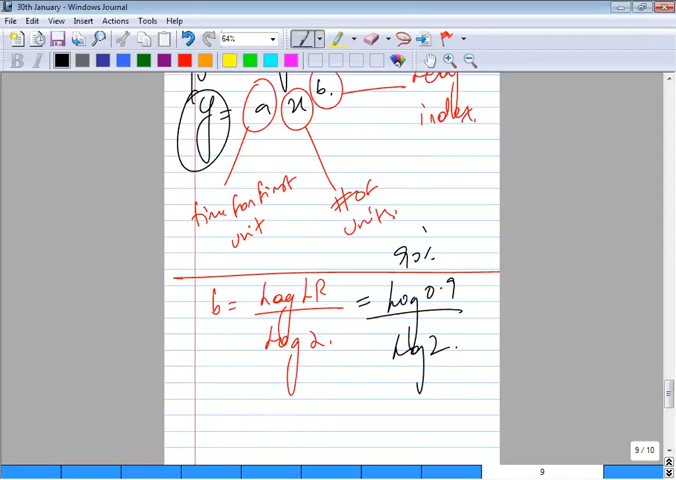 30th January - Windows Journal
File Edit View Insert Actions Tools Help
64%
B I
y = a x b.
index.
time for first
unit
# of
units.
90%
b = Log LR / Log 2. = Log 0.9 / Log 2.
9 / 10
9